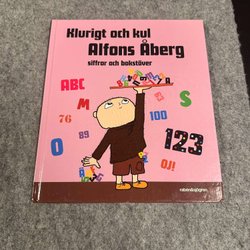 Klurigt och kul
Alfons Åberg
siffror och bokstäver
ABC
M
S
76
100
O
89
123
OJ!
rabén&sjögren